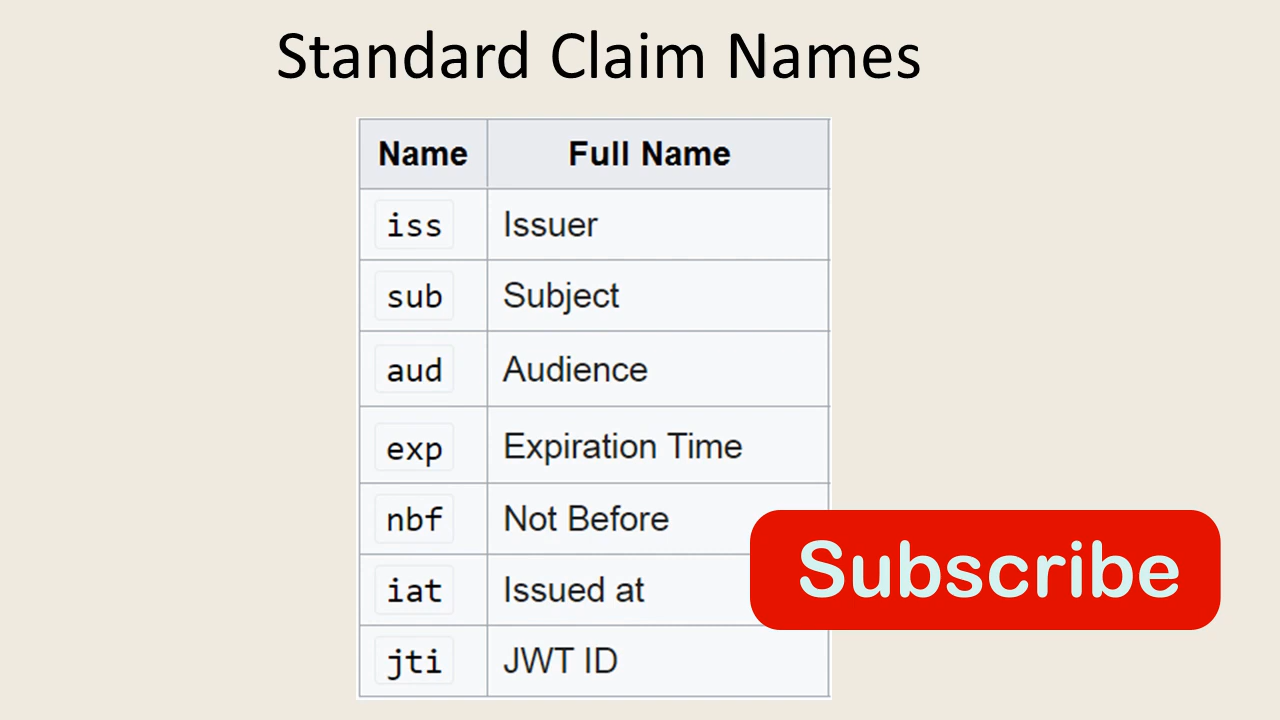 Standard Claim Names
Name Full Name
iss Issuer
sub Subject
aud Audience
exp Expiration Time
nbf Not Before
iat Issued at
jti JWT ID
Subscribe